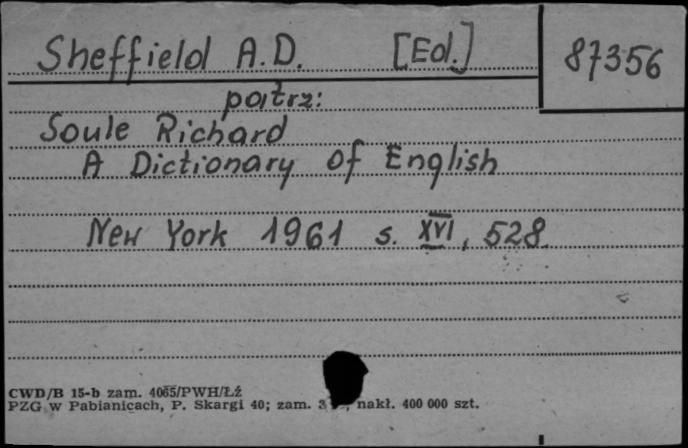 Sheffield A.D. [Ed.] 87356
patrz:
Soule Richard
A Dictionary of English
New York 1961 s. XVI, 528
CWD/B 15-b zam. 4065/PWH/Łź
PZG w Pabianicach, P. Skargi 40; zam. nakł. 400 000 szt.